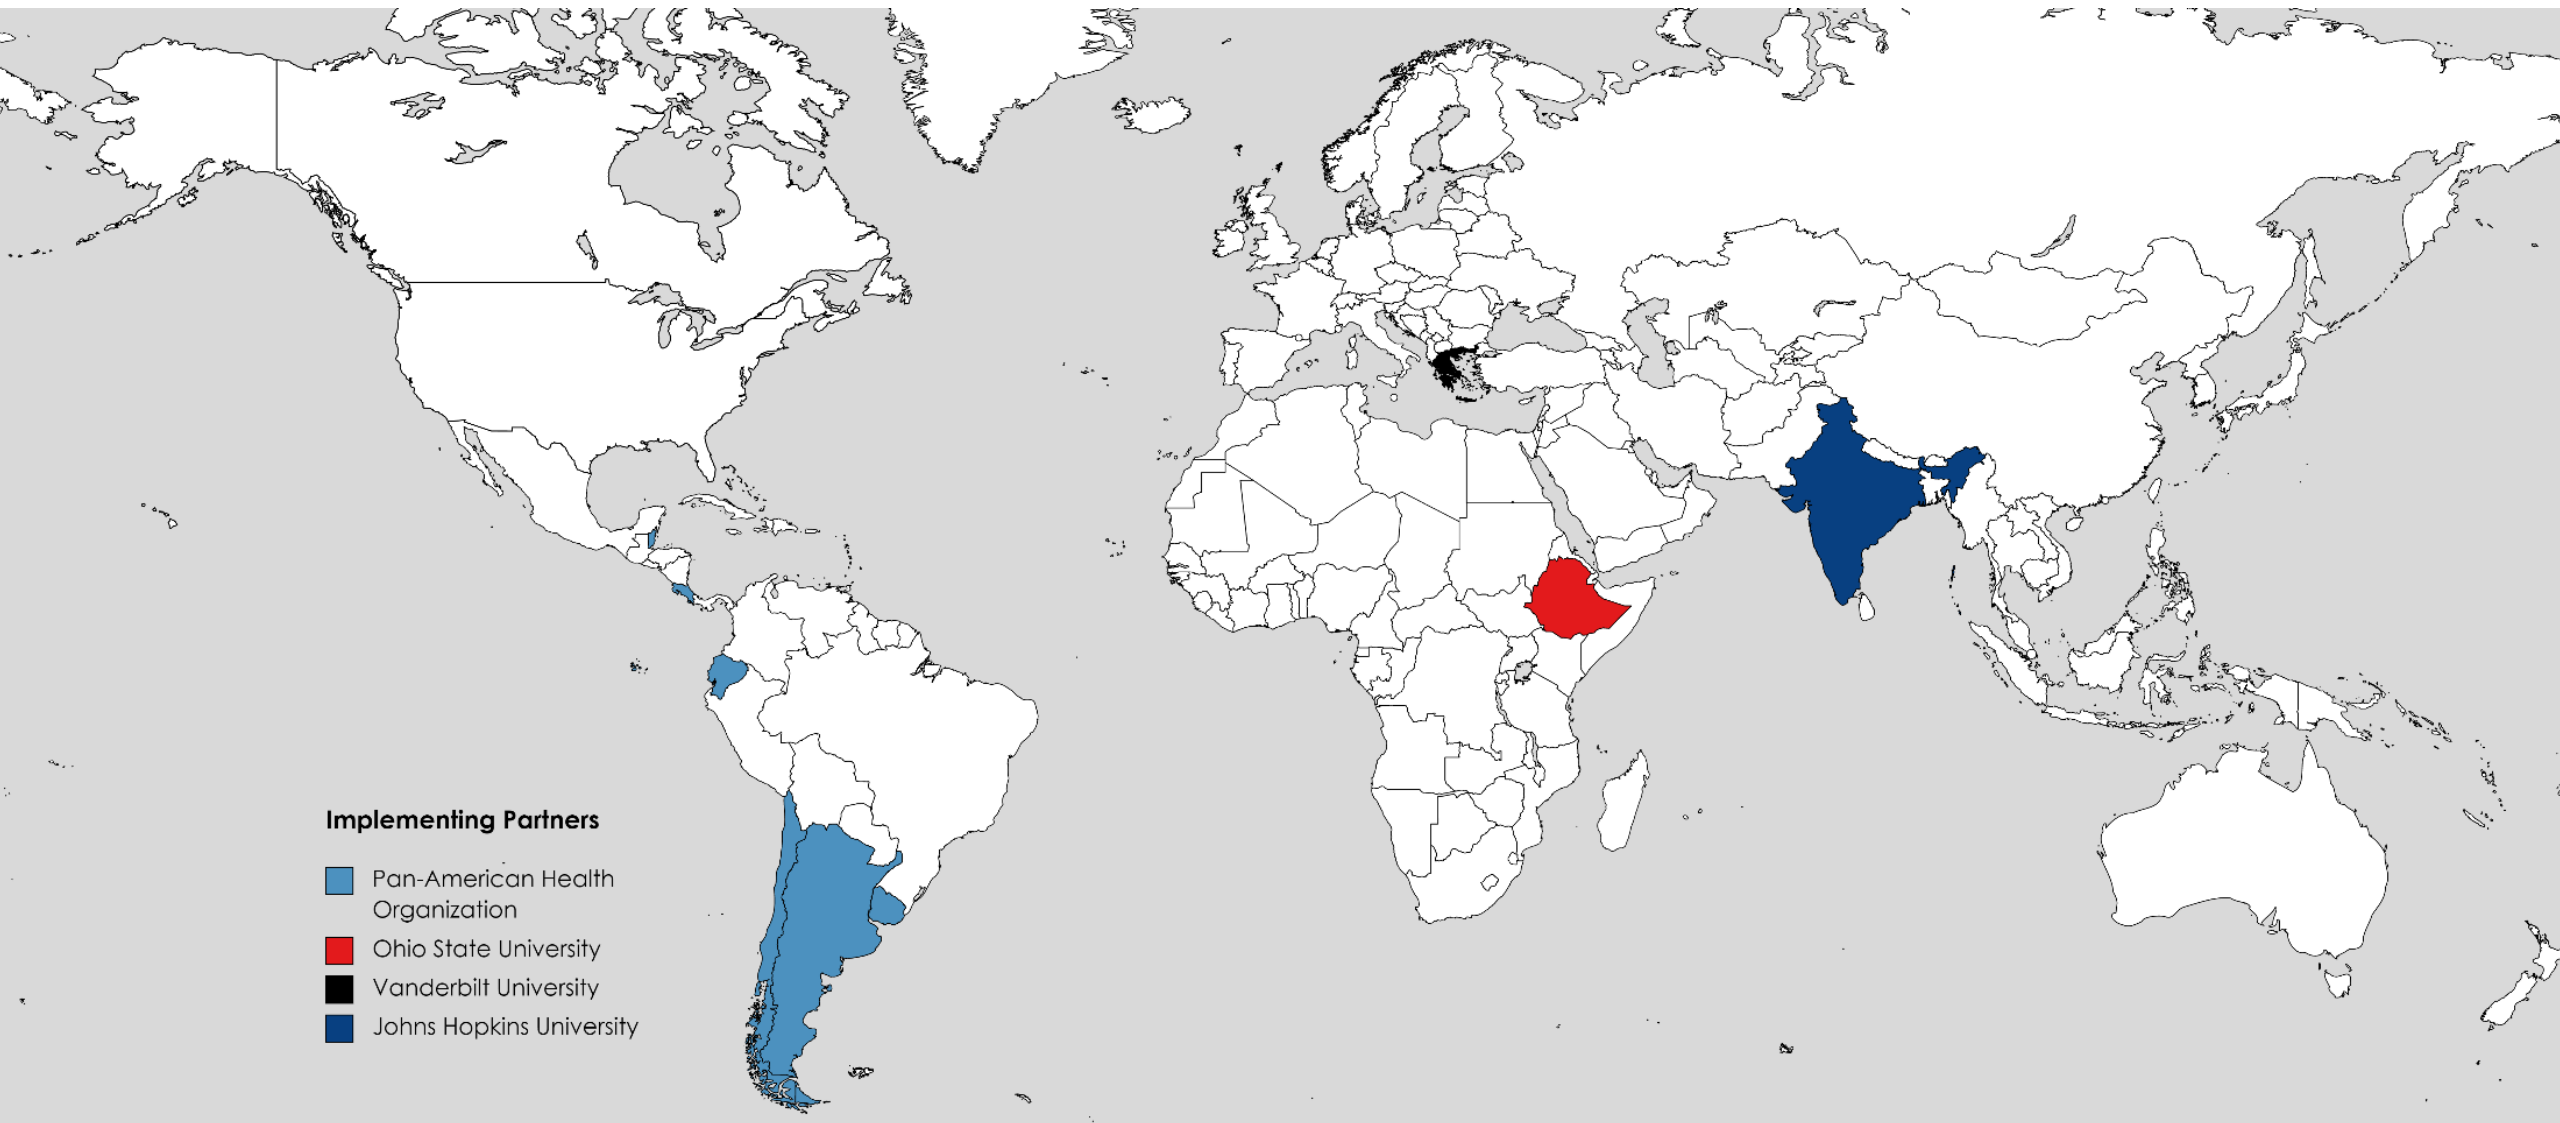 Implementing Partners
Pan-American Health
Organization
Ohio State University
Vanderbilt University
Johns Hopkins University